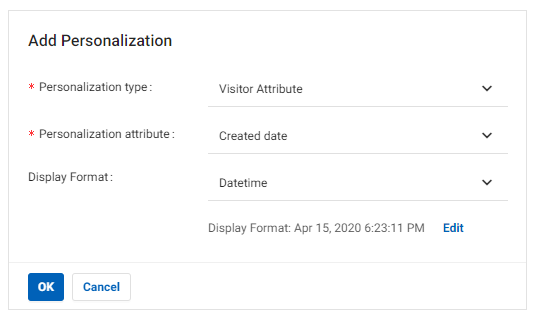 Add Personalization
* Personalization type: Visitor Attribute
* Personalization attribute: Created date
Display Format: Datetime
Display Format: Apr 15, 2020 6:23:11 PM Edit
OK Cancel